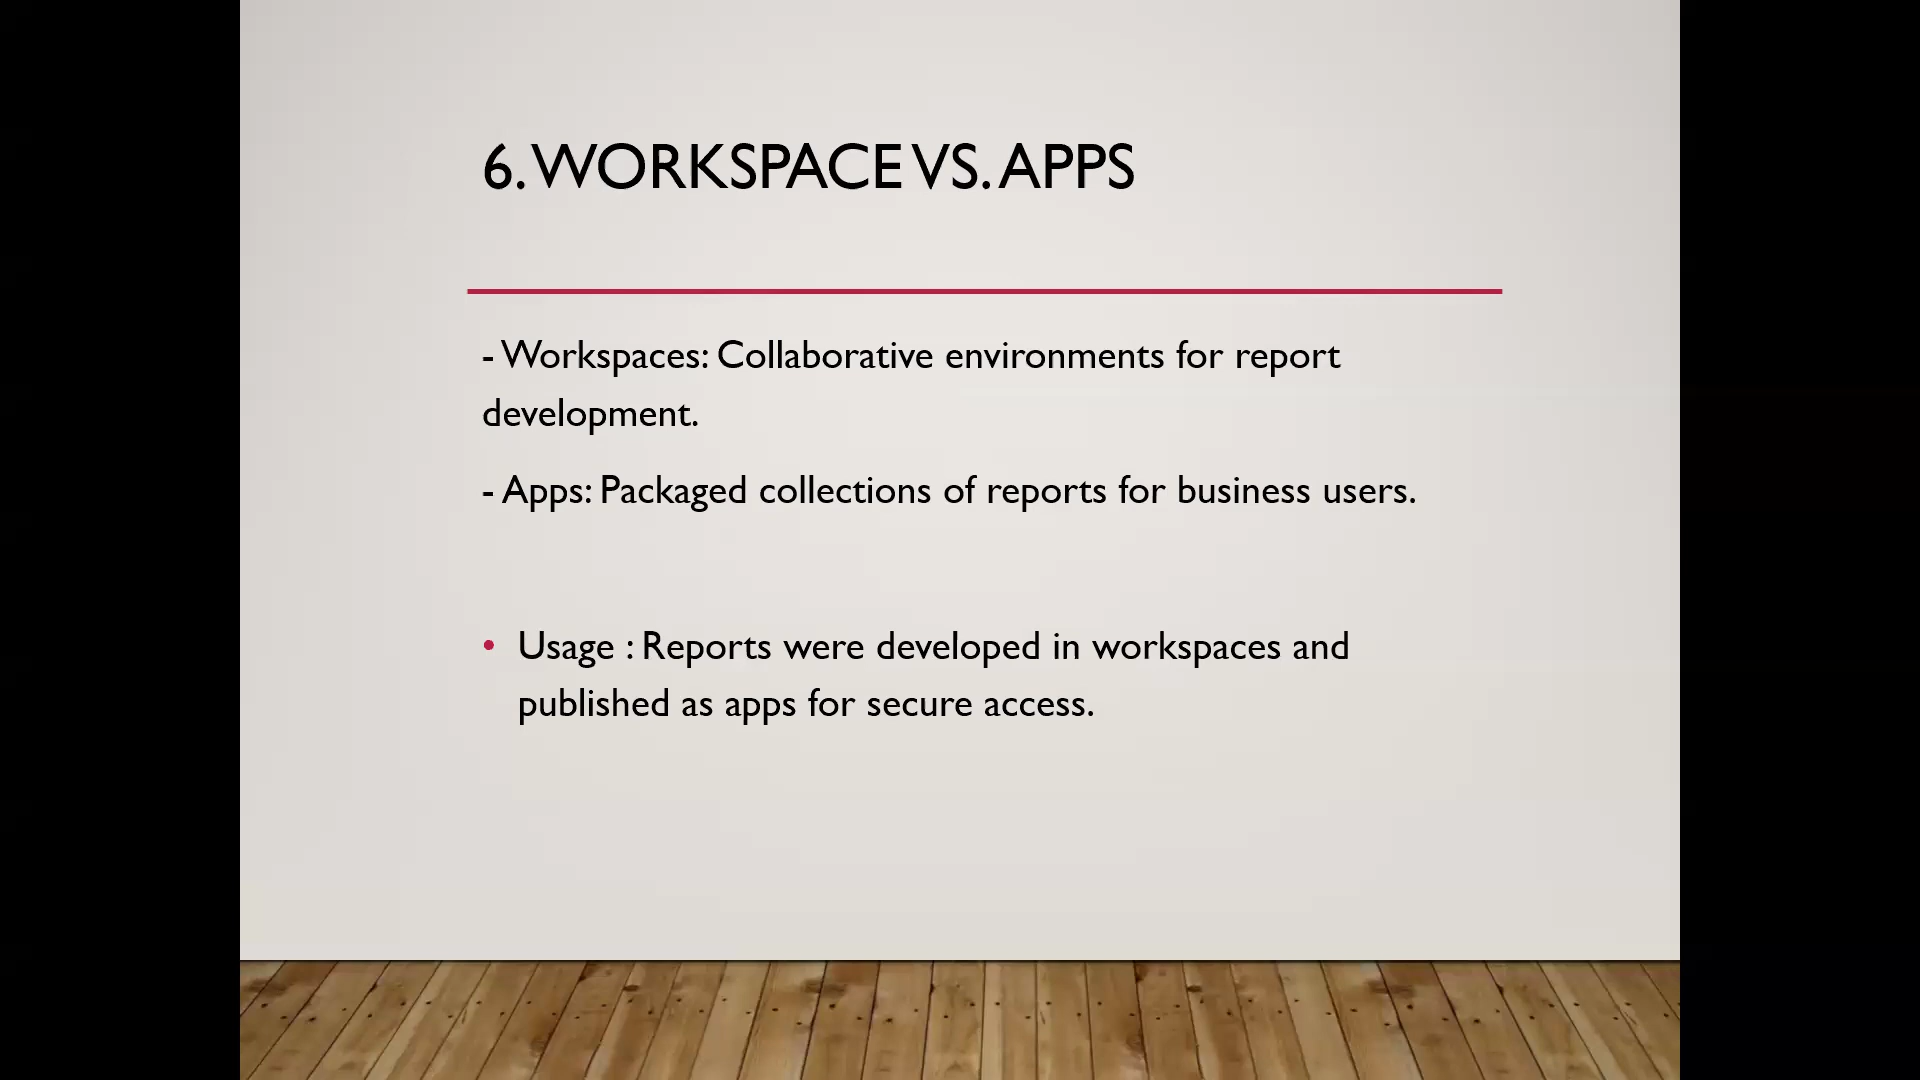 6. WORKSPACE VS. APPS
- Workspaces: Collaborative environments for report
development.
- Apps: Packaged collections of reports for business users.
• Usage : Reports were developed in workspaces and
published as apps for secure access.